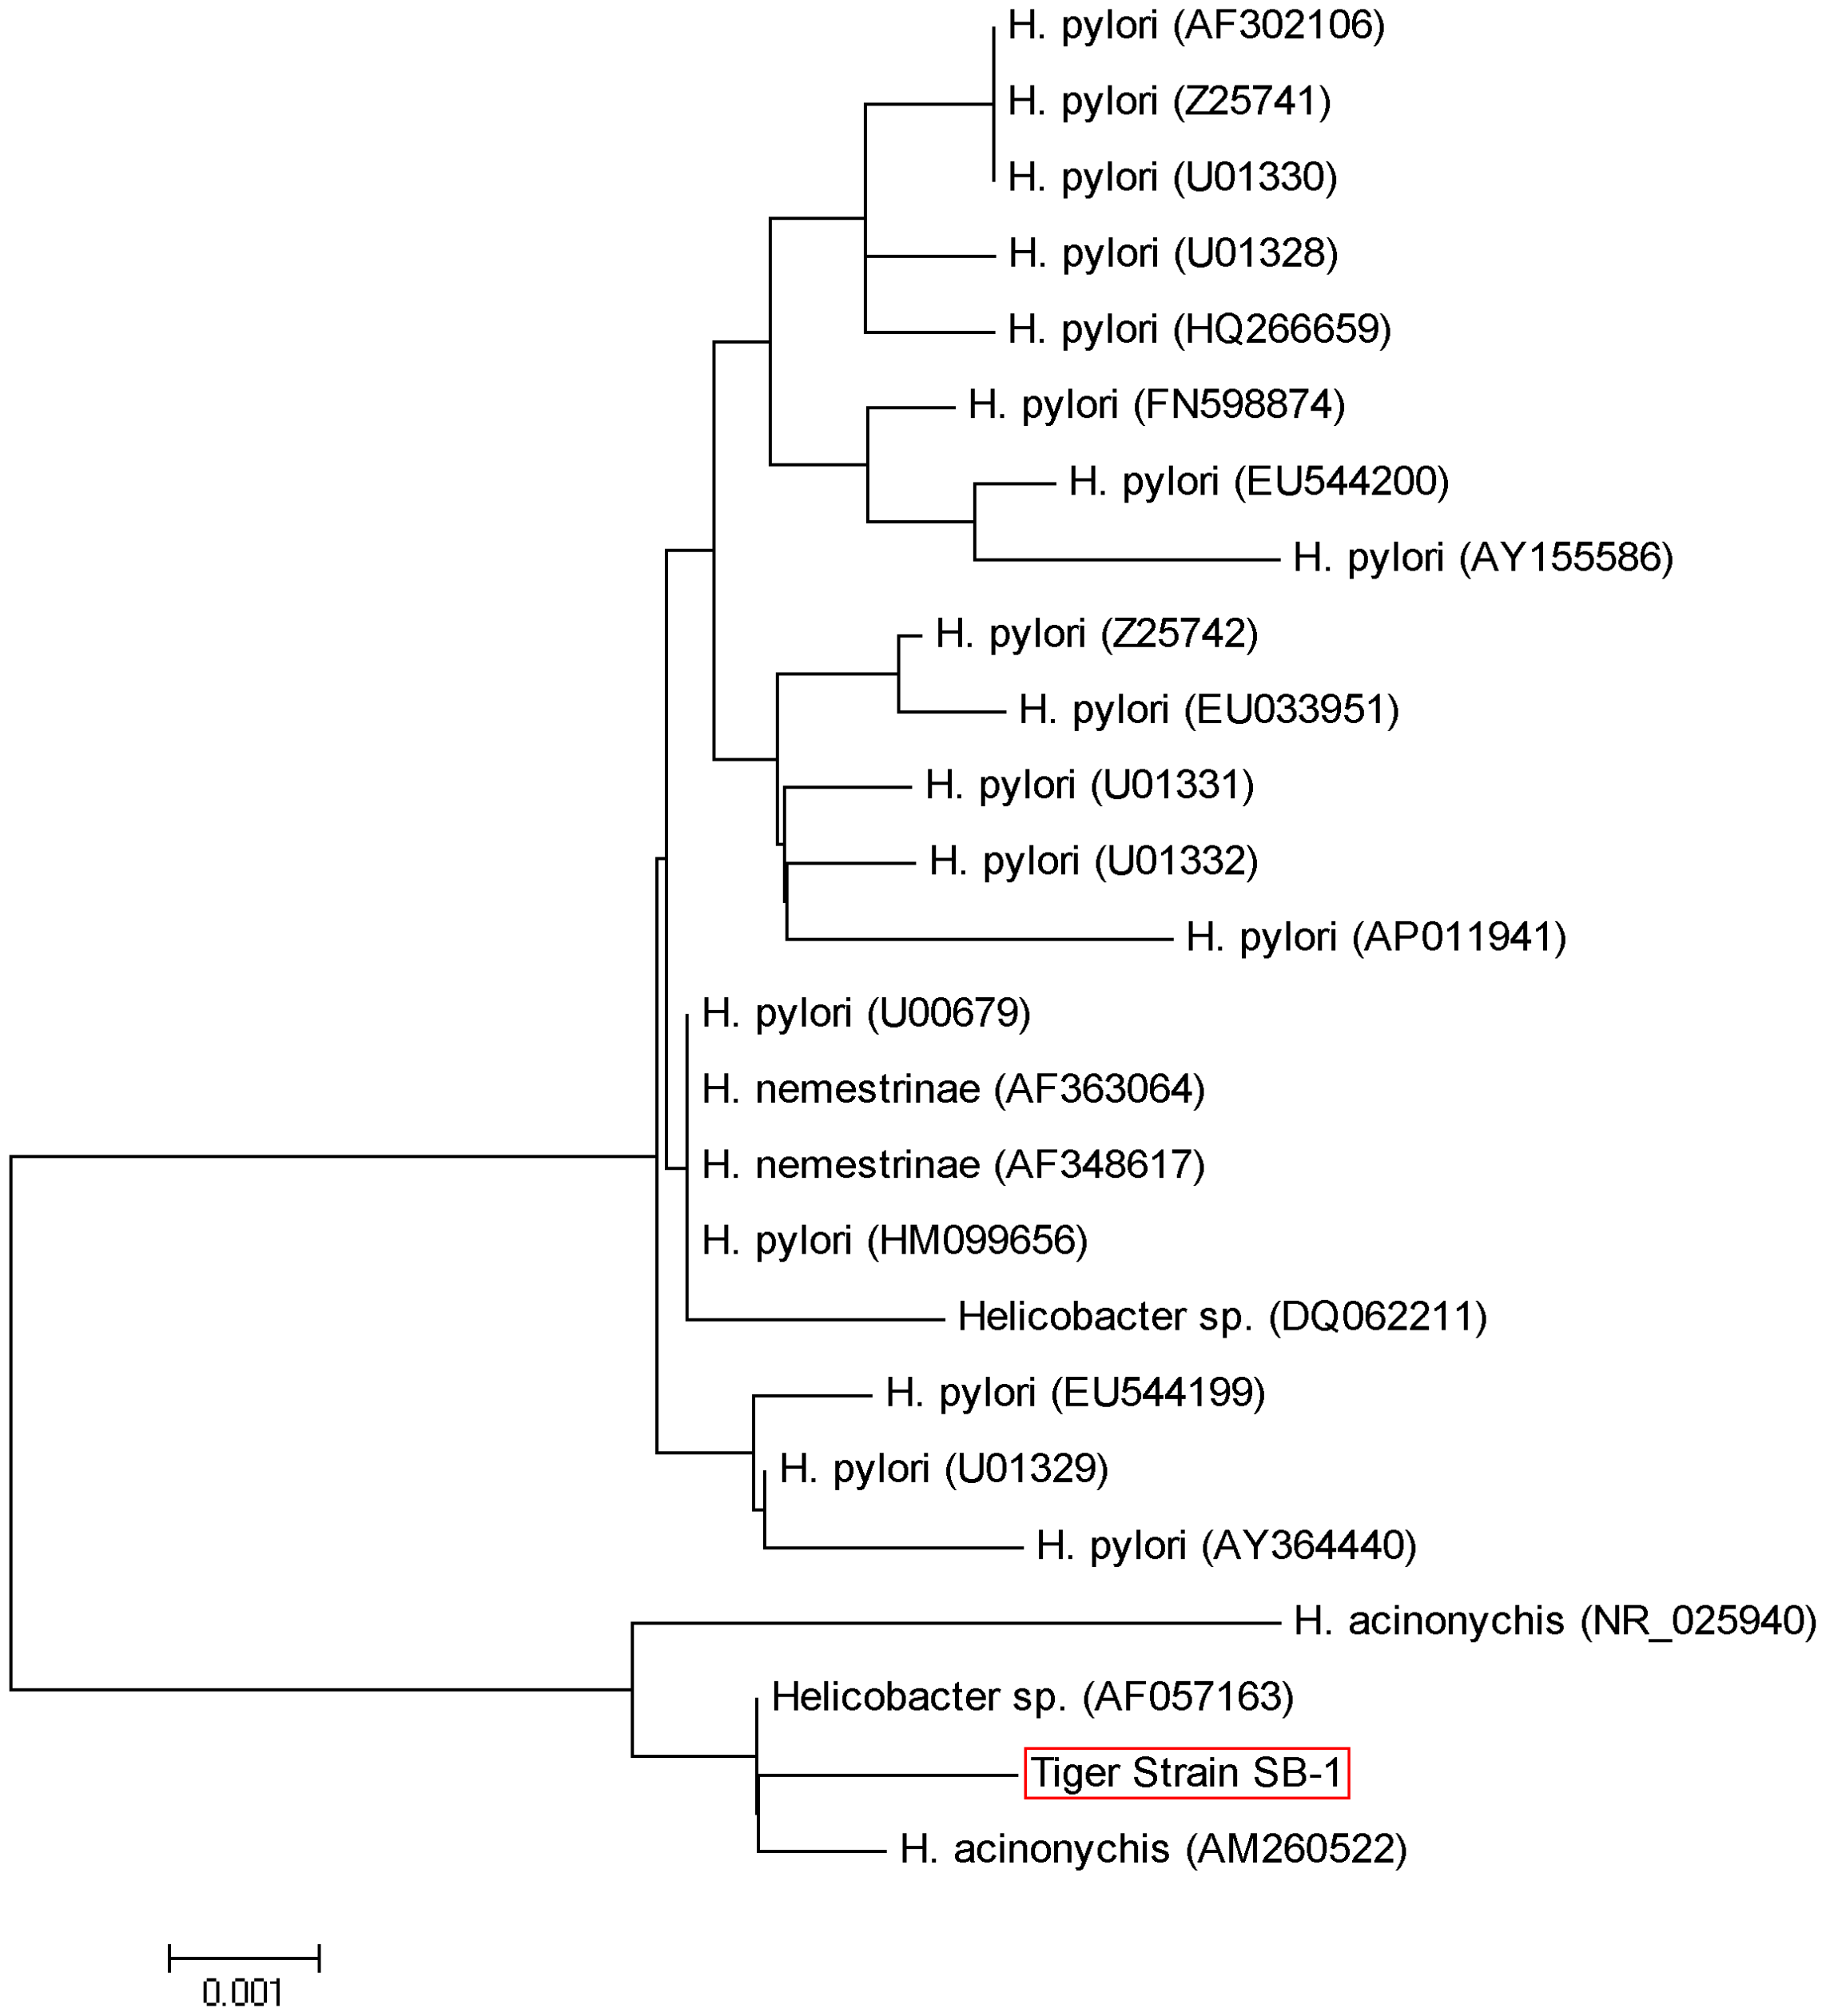 H. pylori (AF302106)
H. pylori (Z25741)
H. pylori (U01330)
H. pylori (U01328)
H. pylori (HQ266659)
H. pylori (FN598874)
H. pylori (EU544200)
H. pylori (AY155586)
H. pylori (Z25742)
H. pylori (EU033951)
H. pylori (U01331)
H. pylori (U01332)
H. pylori (AP011941)
H. pylori (U00679)
H. nemestrinae (AF363064)
H. nemestrinae (AF348617)
H. pylori (HM099656)
Helicobacter sp. (DQ062211)
H. pylori (EU544199)
H. pylori (U01329)
H. pylori (AY364440)
H. acinonychis (NR_025940)
Helicobacter sp. (AF057163)
Tiger Strain SB-1
H. acinonychis (AM260522)
0.001